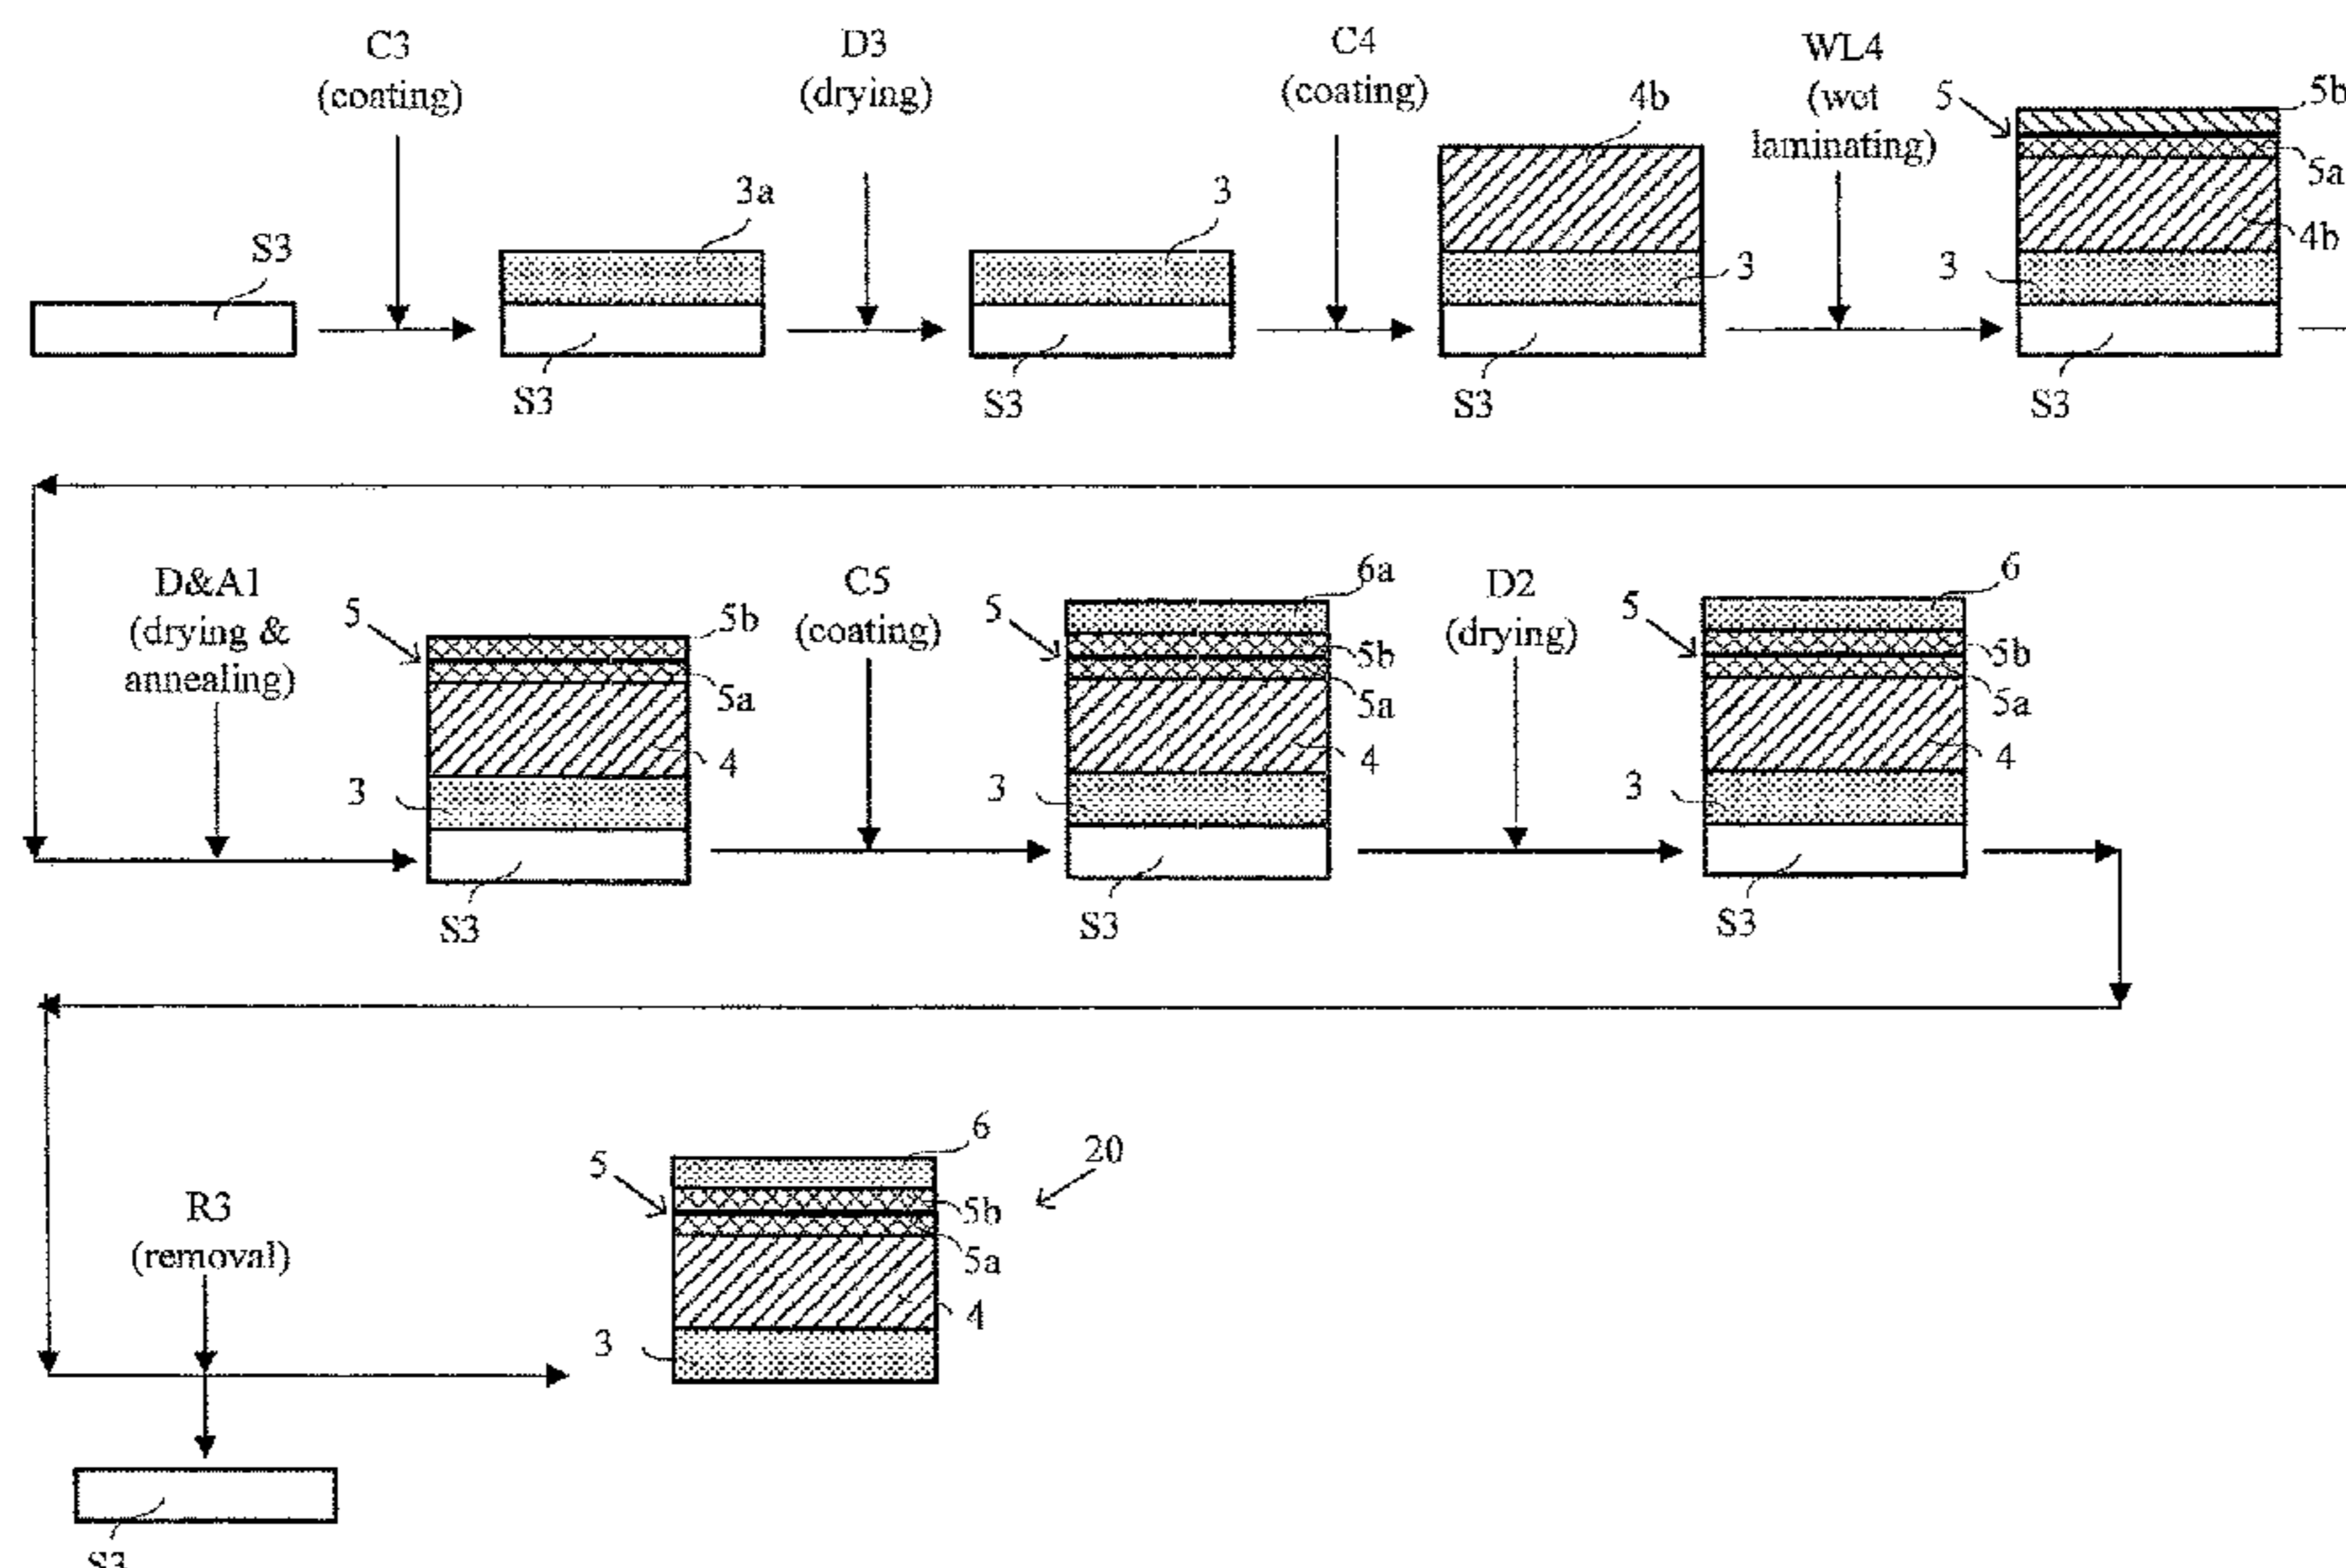 C3
(coating)
D3
(drying)
C4
(coating)
WL4
(wet
laminating)
S3
3a
S3
3
S3
4b
3
S3
5
5b
5a
4b
3
S3
D&A1
(drying &
annealing)
5
5b
5a
4
3
S3
C5
(coating)
5
6a
5b
5a
4
3
S3
D2
(drying)
5
6
5b
5a
4
3
S3
R3
(removal)
S3
5
6
20
5b
5a
4
3